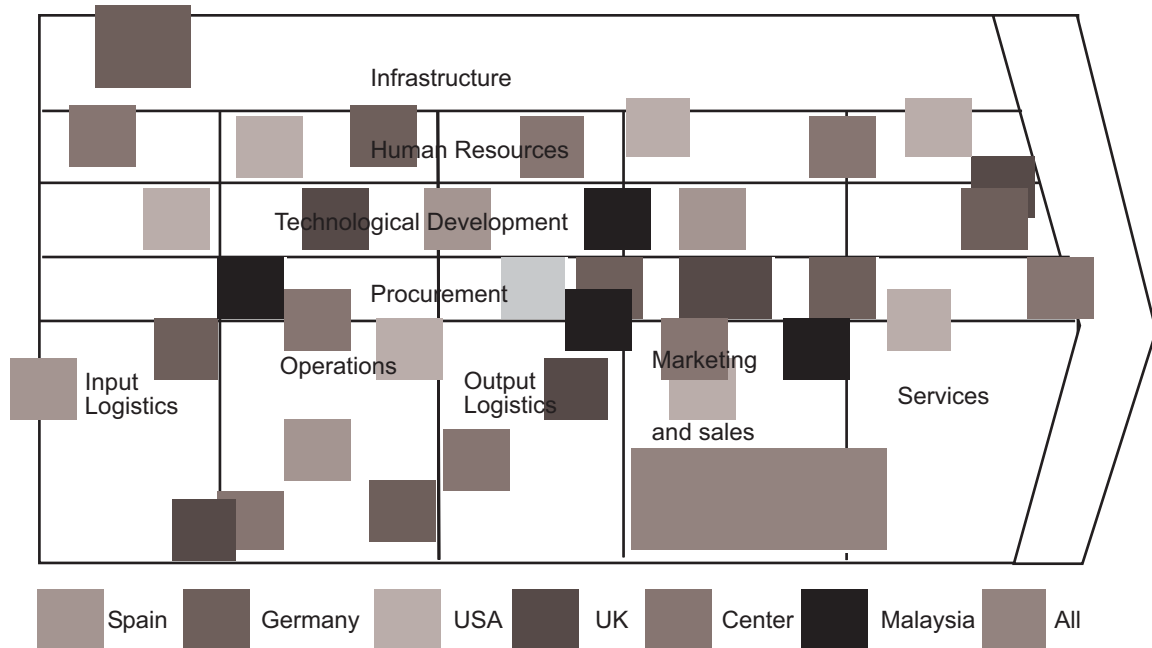 Infrastructure
Human Resources
Technological Development
Procurement
Input
Logistics
Operations
Output
Logistics
Marketing
and sales
Services
Spain
Germany
USA
UK
Center
Malaysia
All